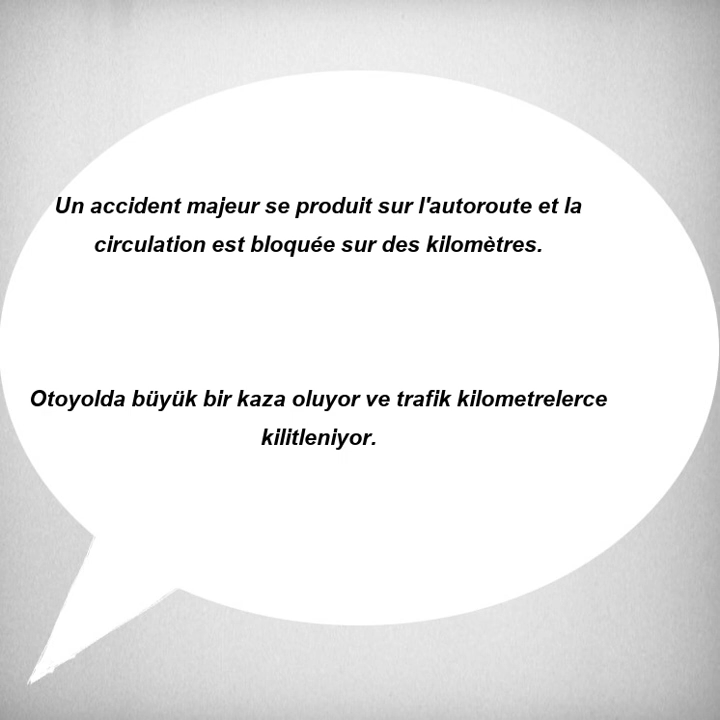 Un accident majeur se produit sur l'autoroute et la
circulation est bloquée sur des kilomètres.
Otoyolda büyük bir kaza oluyor ve trafik kilometrelerce
kilitleniyor.